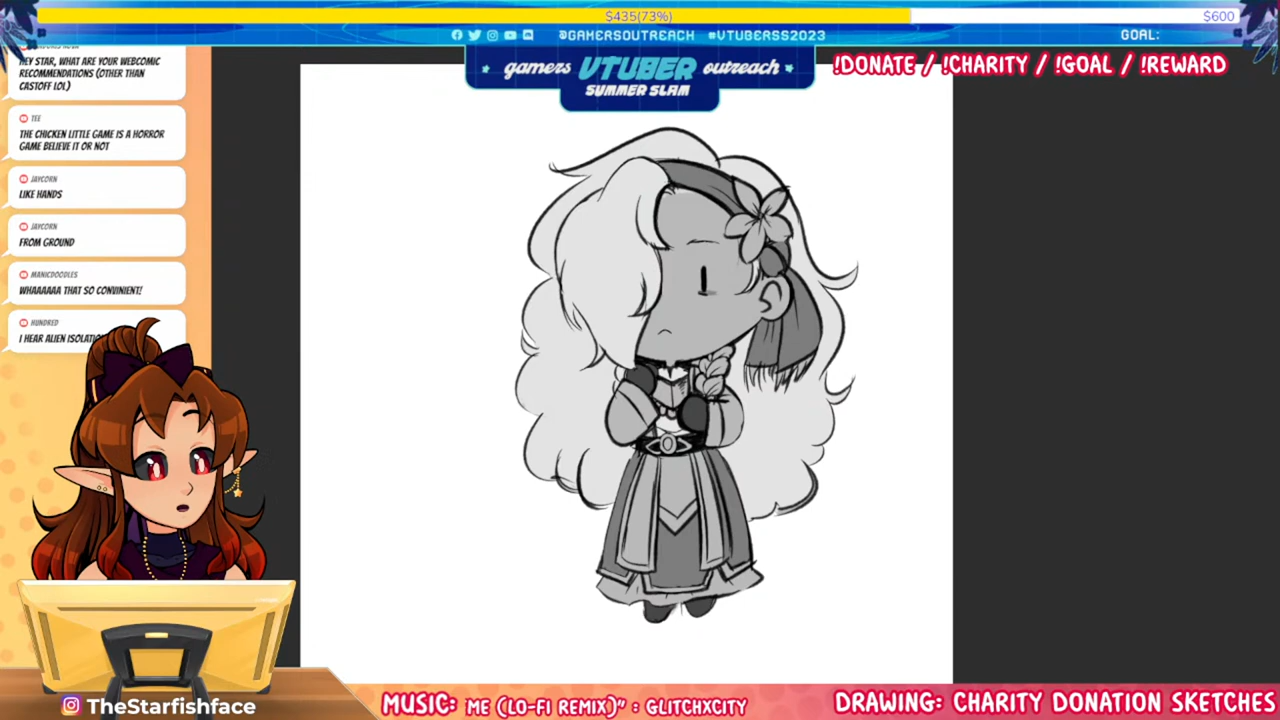 $435(73%)
$600
@GAMERSOUTREACH #VTUBERSS2023
GOAL:
gamers VTUBER outreach
SUMMER SLAM
!DONATE / !CHARITY / !GOAL / !REWARD
HEY STAR, WHAT ARE YOUR WEBCOMIC
RECOMMENDATIONS (OTHER THAN
CASTOFF LOL)
TEE
THE CHICKEN LITTLE GAME IS A HORROR
GAME BELIEVE IT OR NOT
JAYCORN
LIKE HANDS
JAYCORN
FROM GROUND
MANICDOODLES
WHAAAAAA THAT SO CONVINIENT!
HUNDRED
I HEAR ALIEN
TheStarfishface
MUSIC: ME (LO-FI REMIX)" : GLITCHXCITY
DRAWING: CHARITY DONATION SKETCHES